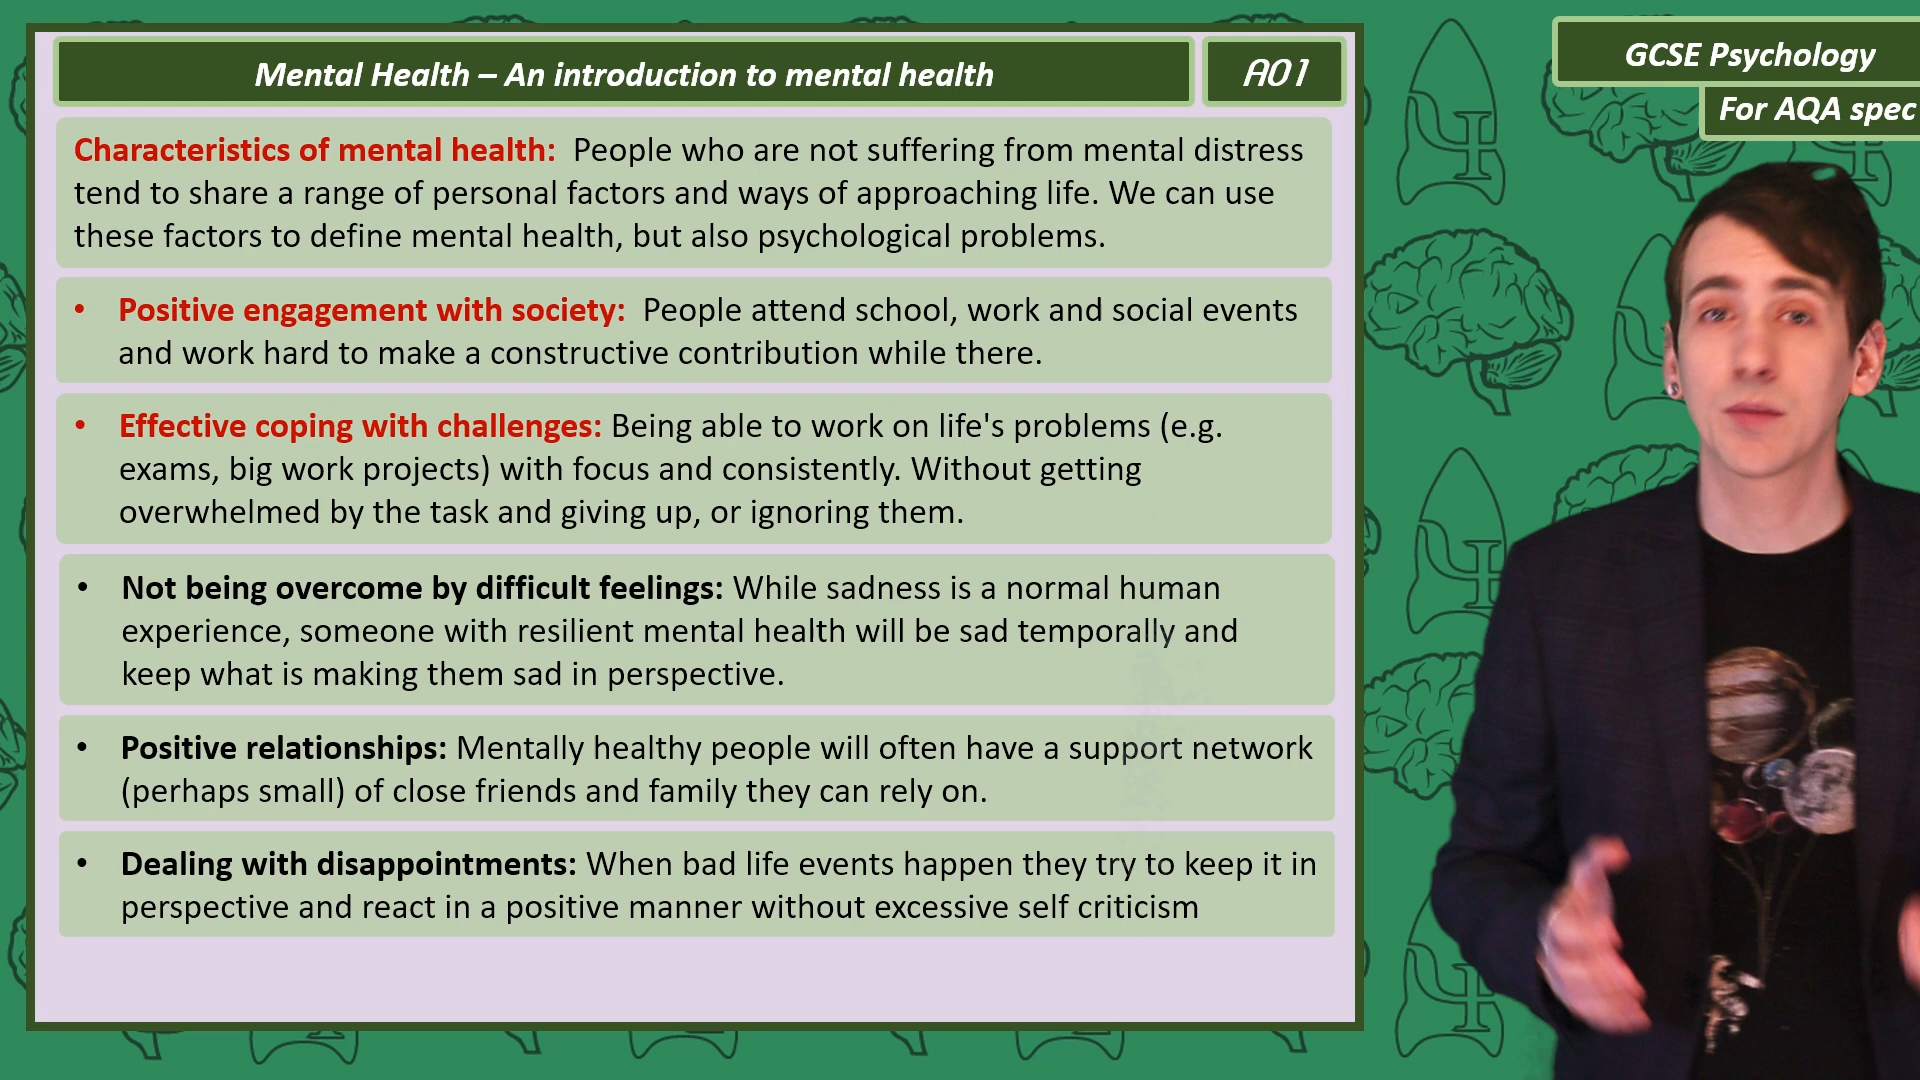 Mental Health – An introduction to mental health
AO1
GCSE Psychology
For AQA spec
Characteristics of mental health: People who are not suffering from mental distress
tend to share a range of personal factors and ways of approaching life. We can use
these factors to define mental health, but also psychological problems.
• Positive engagement with society: People attend school, work and social events
and work hard to make a constructive contribution while there.
• Effective coping with challenges: Being able to work on life's problems (e.g.
exams, big work projects) with focus and consistently. Without getting
overwhelmed by the task and giving up, or ignoring them.
• Not being overcome by difficult feelings: While sadness is a normal human
experience, someone with resilient mental health will be sad temporally and
keep what is making them sad in perspective.
• Positive relationships: Mentally healthy people will often have a support network
(perhaps small) of close friends and family they can rely on.
• Dealing with disappointments: When bad life events happen they try to keep it in
perspective and react in a positive manner without excessive self criticism